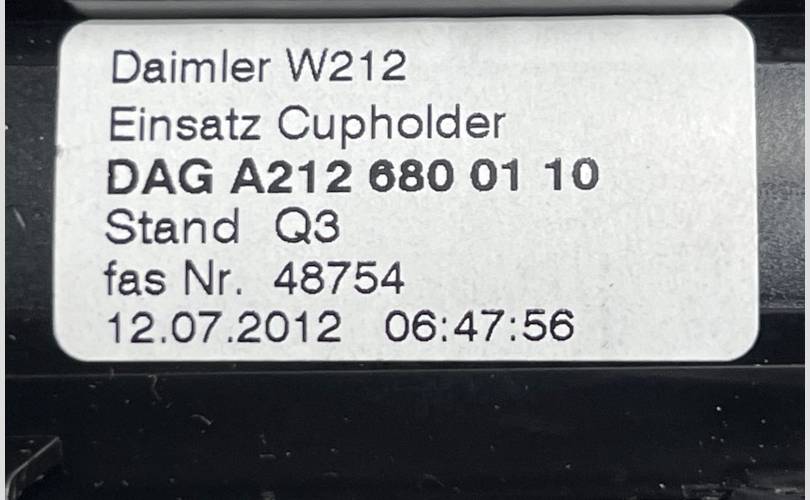 Daimler W212
Einsatz Cupholder
DAG A212 680 01 10
Stand Q3
fas Nr. 48754
12.07.2012 06:47:56